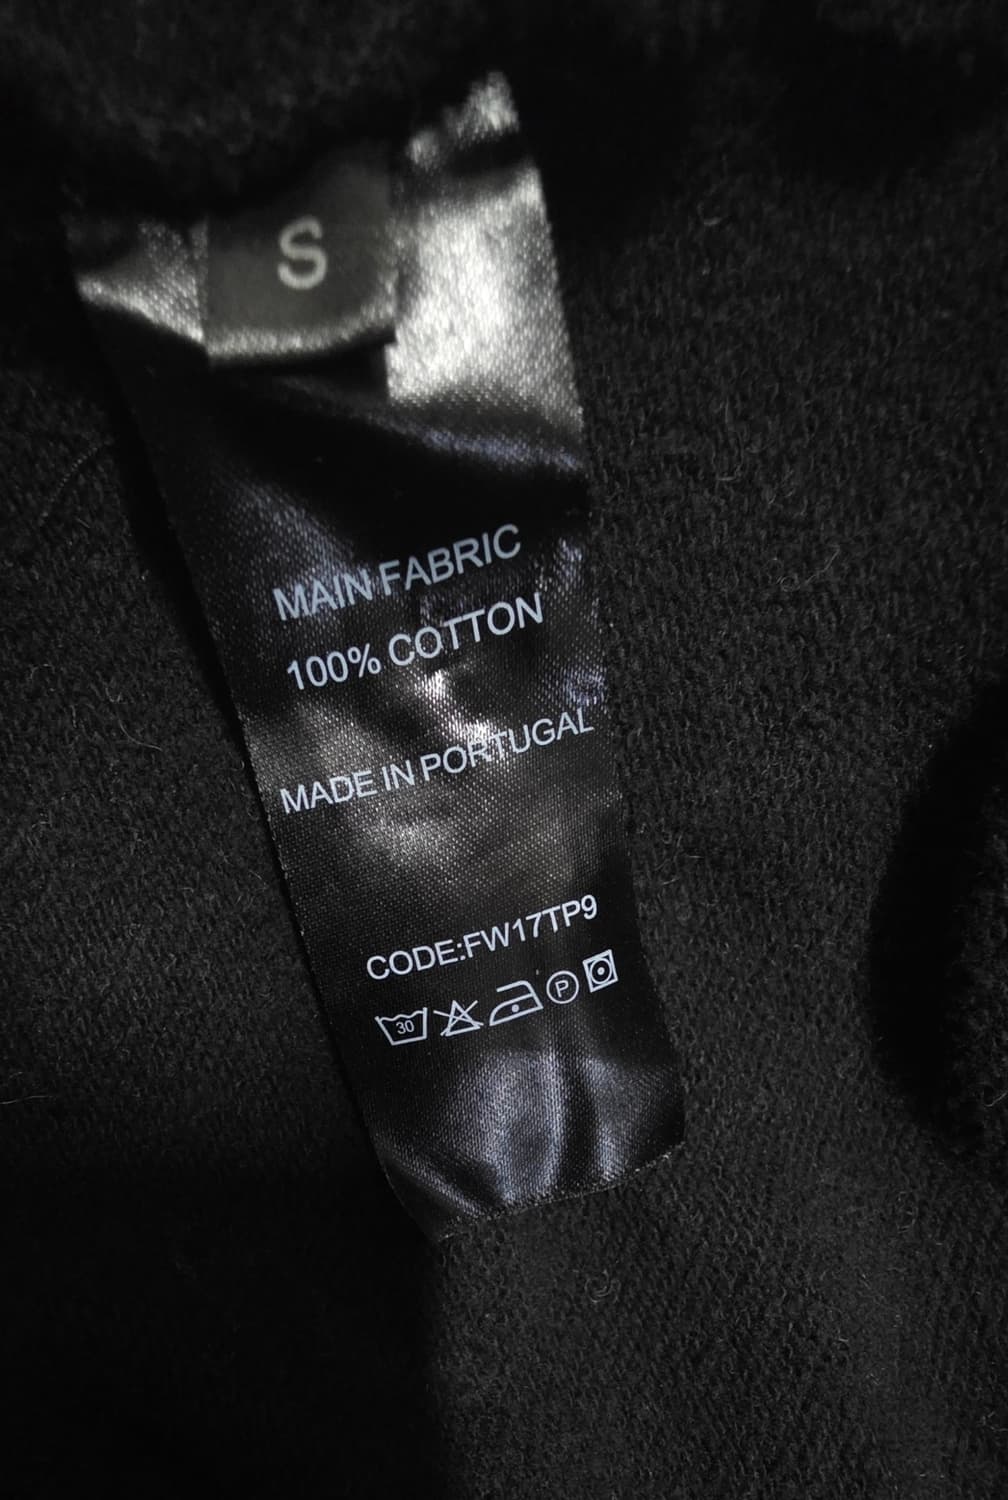 S
MAIN FABRIC
100% COTTON
MADE IN PORTUGAL
CODE:FW17TP9
30 P